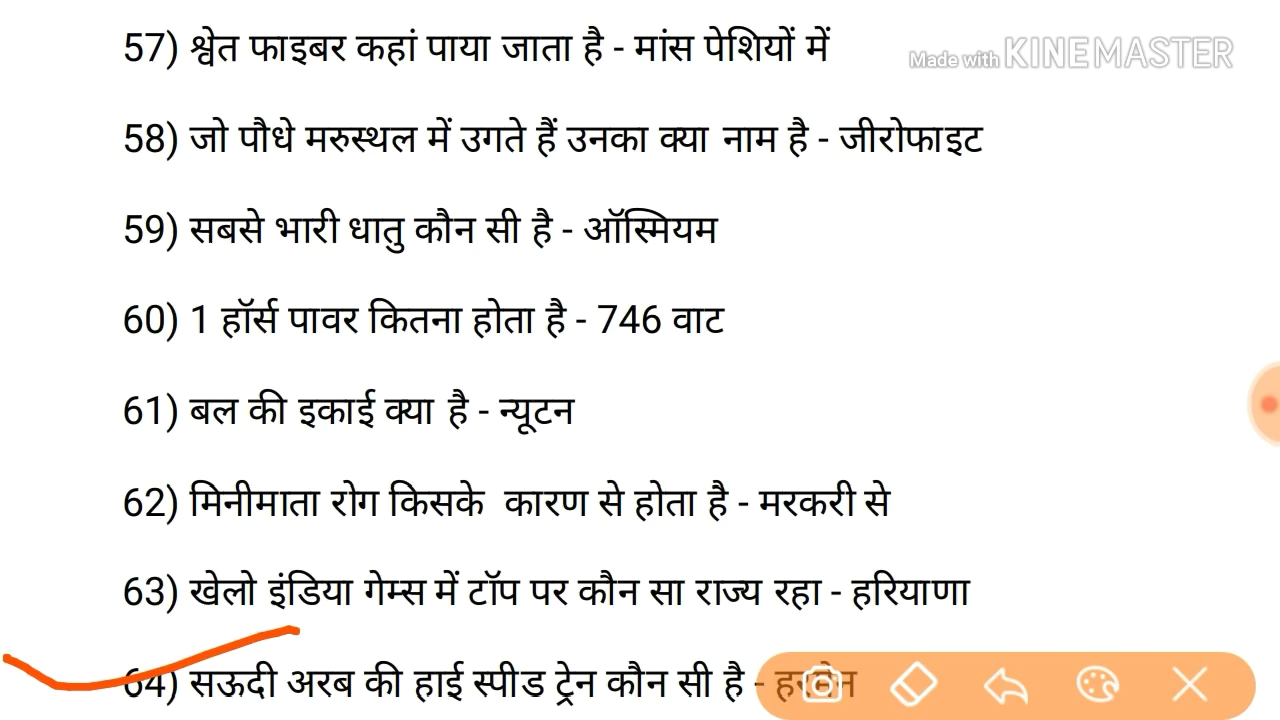 57) श्वेत फाइबर कहां पाया जाता है - मांस पेशियों में
Made with KINEMASTER
58) जो पौधे मरुस्थल में उगते हैं उनका क्या नाम है - जीरोफाइट
59) सबसे भारी धातु कौन सी है - ऑस्मियम
60) 1 हॉर्स पावर कितना होता है - 746 वाट
61) बल की इकाई क्या है - न्यूटन
62) मिनीमाता रोग किसके कारण से होता है - मरकरी से
63) खेलो इंडिया गेम्स में टॉप पर कौन सा राज्य रहा - हरियाणा
64) सऊदी अरब की हाई स्पीड ट्रेन कौन सी है -